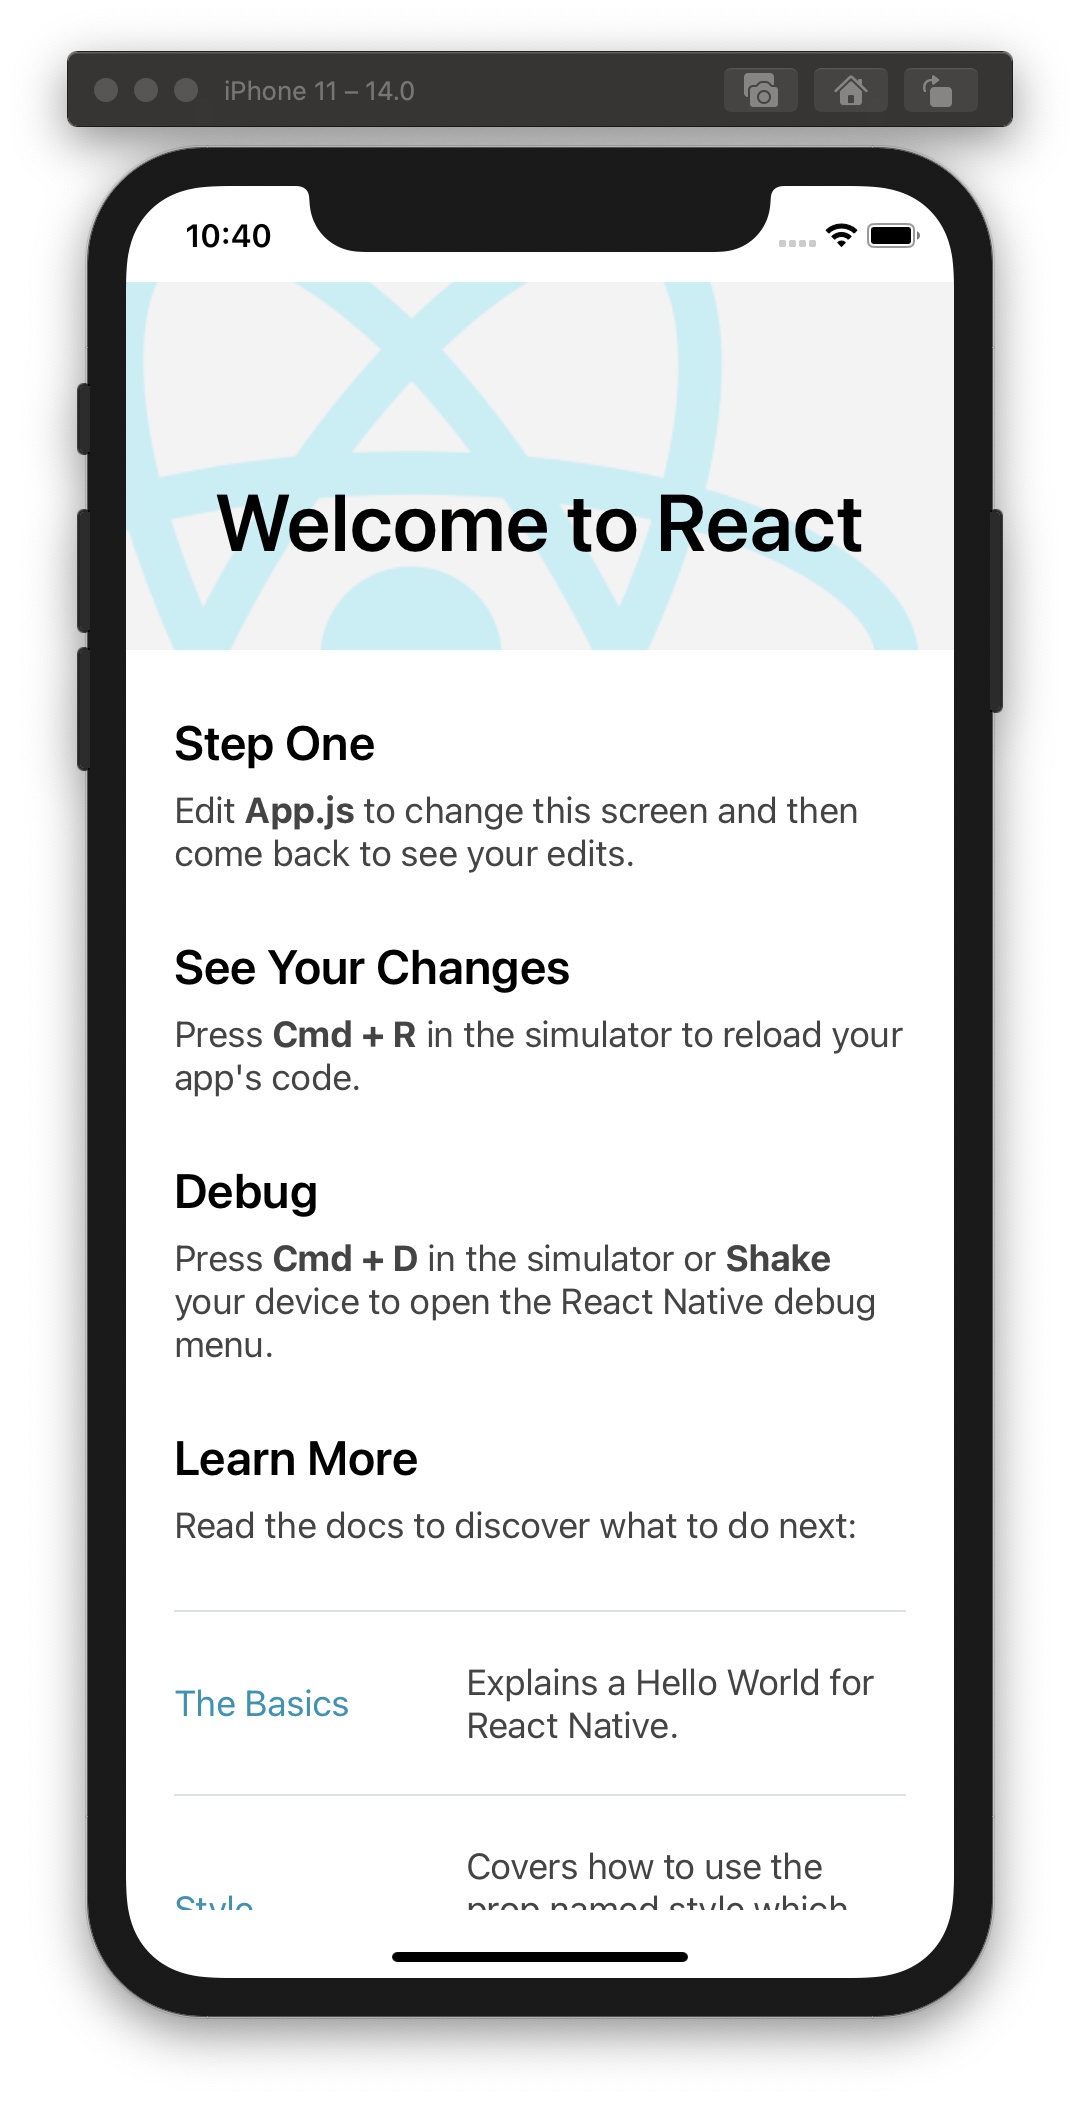 iPhone 11 – 14.0
10:40
Welcome to React
Step One
Edit App.js to change this screen and then
come back to see your edits.
See Your Changes
Press Cmd + R in the simulator to reload your
app's code.
Debug
Press Cmd + D in the simulator or Shake
your device to open the React Native debug
menu.
Learn More
Read the docs to discover what to do next:
The Basics
Explains a Hello World for
React Native.
Style
Covers how to use the
prop named style which